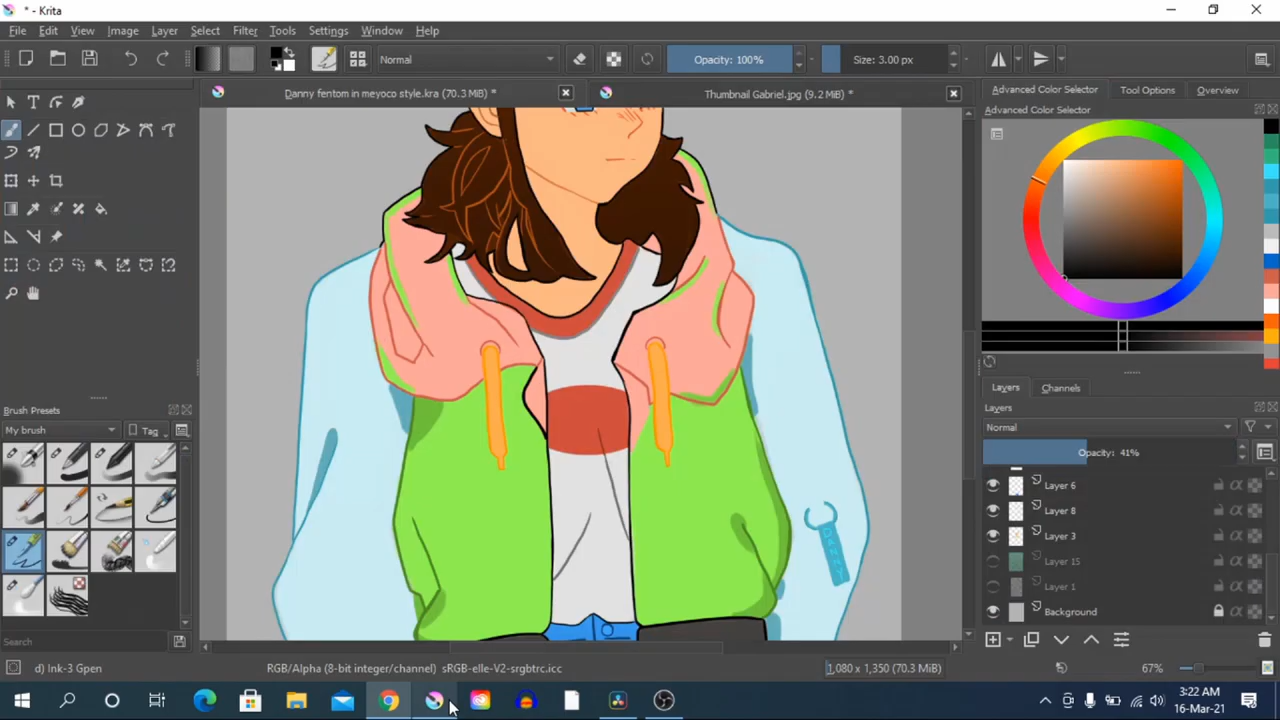 * - Krita
File Edit View Image Layer Select Filter Tools Settings Window Help
Normal Opacity: 100% Size: 3.00 px
Danny fentom in meyoco style.kra (70.3 MiB) * Thumbnail Gabriel.jpg (9.2 MiB) *
Advanced Color Selector Tool Options Overview
Advanced Color Selector
Layers Channels
Layers
Normal
Opacity: 41%
Layer 6
Layer 8
Layer 3
Layer 15
Layer 1
Background
Brush Presets
My brush Tag
Search
DANNY
d) Ink-3 Gpen RGB/Alpha (8-bit integer/channel) sRGB-elle-V2-srgbtrc.icc 1,080 x 1,350 (70.3 MiB) 67%
3:22 AM
16-Mar-21